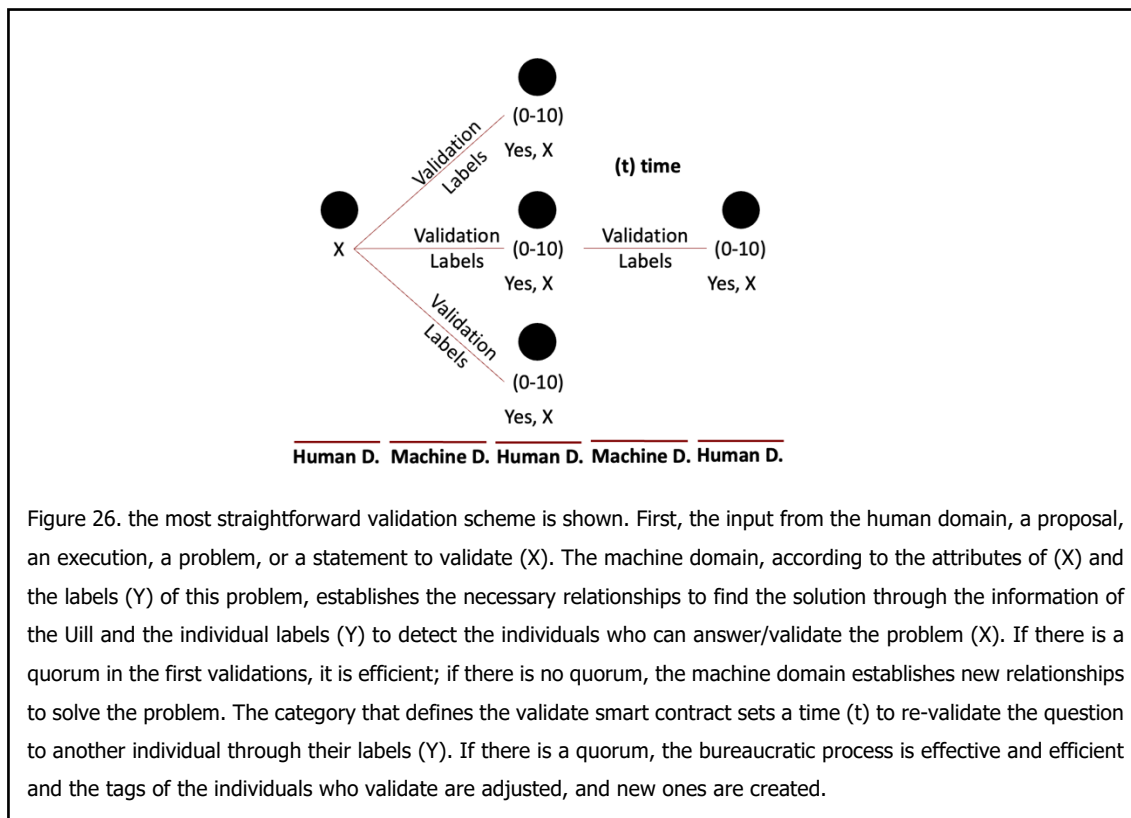 (0-10)
Yes, X
Validation
Labels
(t) time
X
Validation
Labels
(0-10)
Yes, X
Validation
Labels
(0-10)
Yes, X
Validation
Labels
(0-10)
Yes, X
Human D. Machine D. Human D. Machine D. Human D.
Figure 26. the most straightforward validation scheme is shown. First, the input from the human domain, a proposal,
an execution, a problem, or a statement to validate (X). The machine domain, according to the attributes of (X) and
the labels (Y) of this problem, establishes the necessary relationships to find the solution through the information of
the Uill and the individual labels (Y) to detect the individuals who can answer/validate the problem (X). If there is a
quorum in the first validations, it is efficient; if there is no quorum, the machine domain establishes new relationships
to solve the problem. The category that defines the validate smart contract sets a time (t) to re-validate the question
to another individual through their labels (Y). If there is a quorum, the bureaucratic process is effective and efficient
and the tags of the individuals who validate are adjusted, and new ones are created.